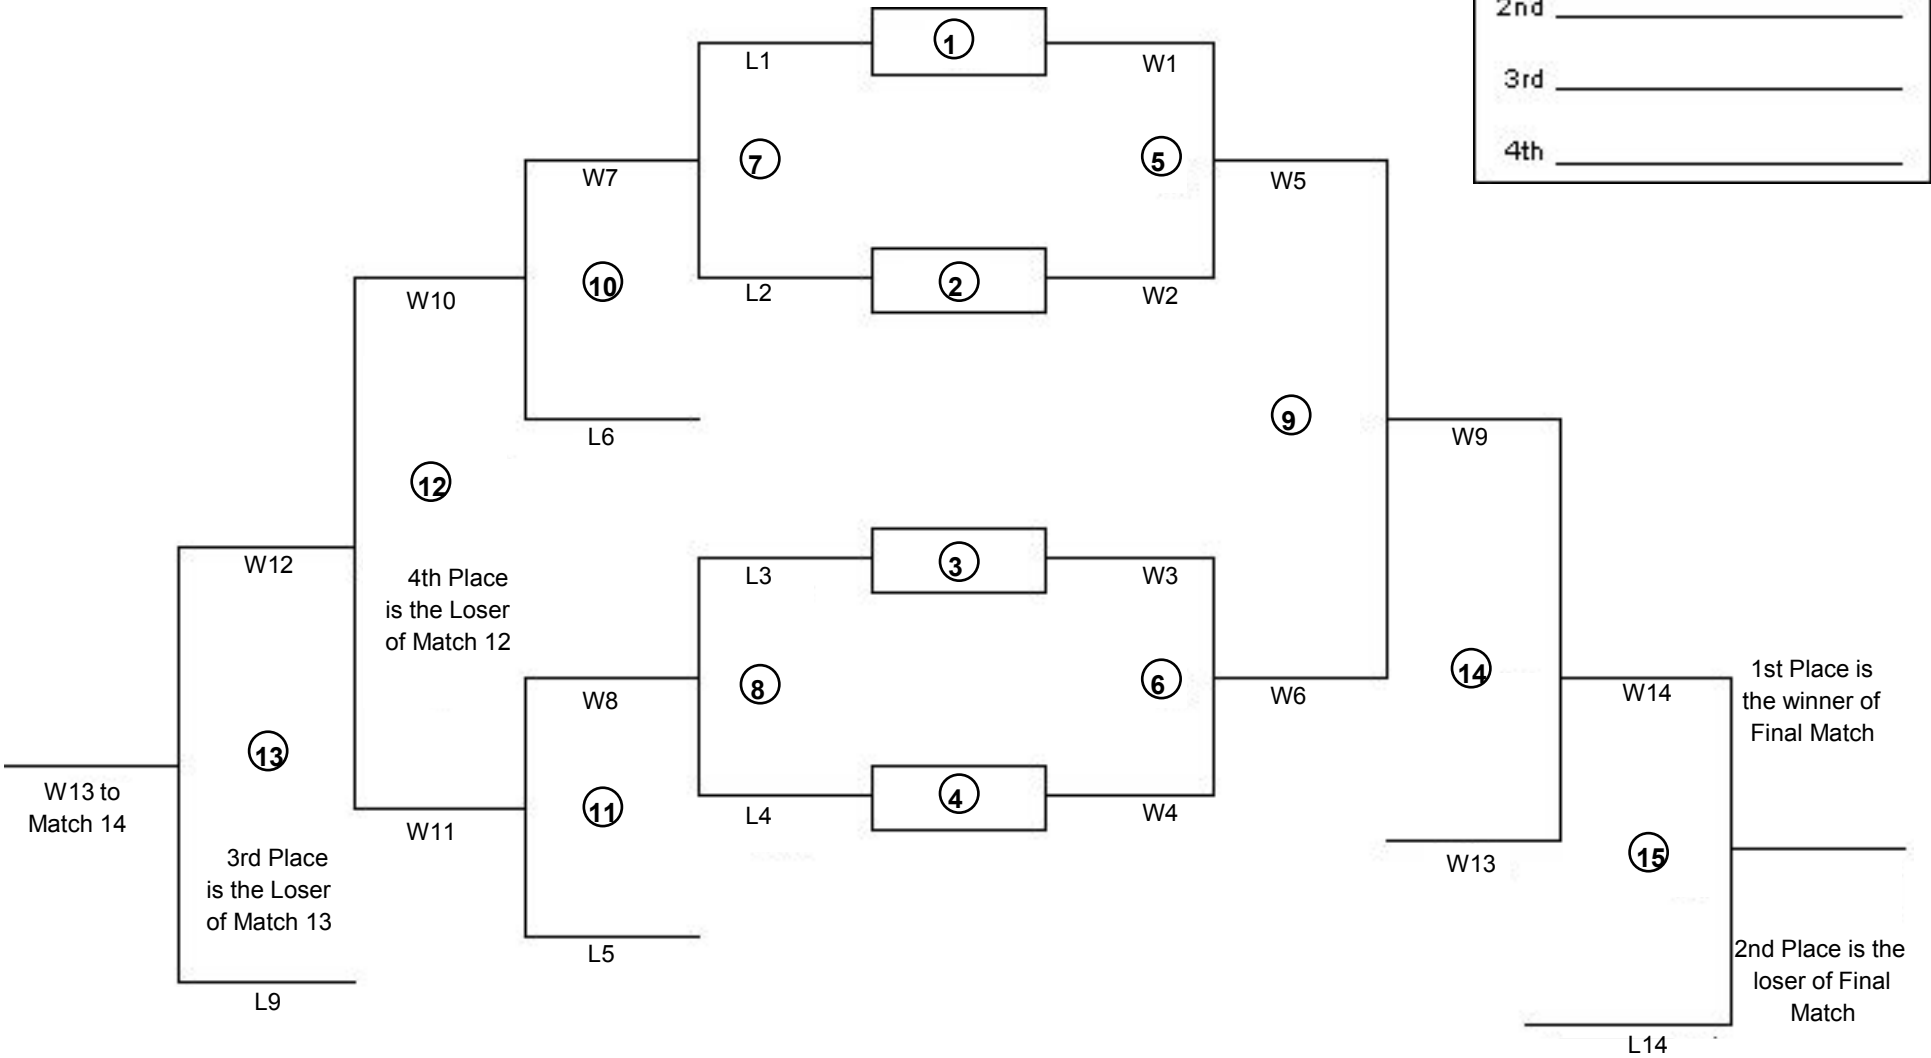 2nd
3rd
4th
1
L1
W1
7
5
W7
W5
10
2
W10
L2
W2
9
L6
W9
12
3
W12
L3
W3
4th Place
is the Loser
of Match 12
14
1st Place is
the winner of
Final Match
8
6
W8
W6
W14
13
W13 to
Match 14
11
4
L4
W4
W11
3rd Place
is the Loser
of Match 13
W13
15
L5
2nd Place is the
loser of Final
Match
L9
L14